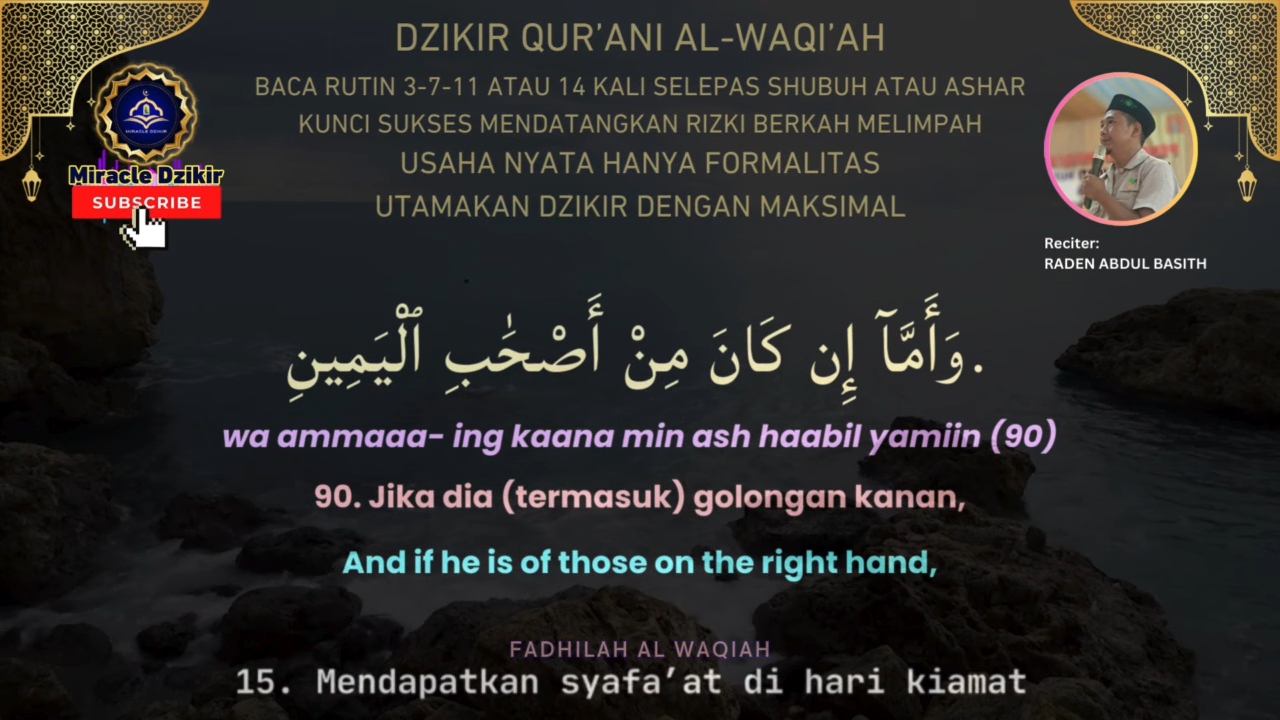 DZIKIR QUR'ANI AL-WAQI'AH
BACA RUTIN 3-7-11 ATAU 14 KALI SELEPAS SHUBUH ATAU ASHAR
KUNCI SUKSES MENDATANGKAN RIZKI BERKAH MELIMPAH
USAHA NYATA HANYA FORMALITAS
UTAMAKAN DZIKIR DENGAN MAKSIMAL
MIRACLE DZIKIR
Miracle Dzikir
SUBSCRIBE
Reciter:
RADEN ABDUL BASITH
.وَأَمَّآ إِن كَانَ مِنْ أَصْحَٰبِ ٱلْيَمِينِ
wa ammaaa- ing kaana min ash haabil yamiin (90)
90. Jika dia (termasuk) golongan kanan,
And if he is of those on the right hand,
FADHILAH AL WAQIAH
15. Mendapatkan syafa'at di hari kiamat